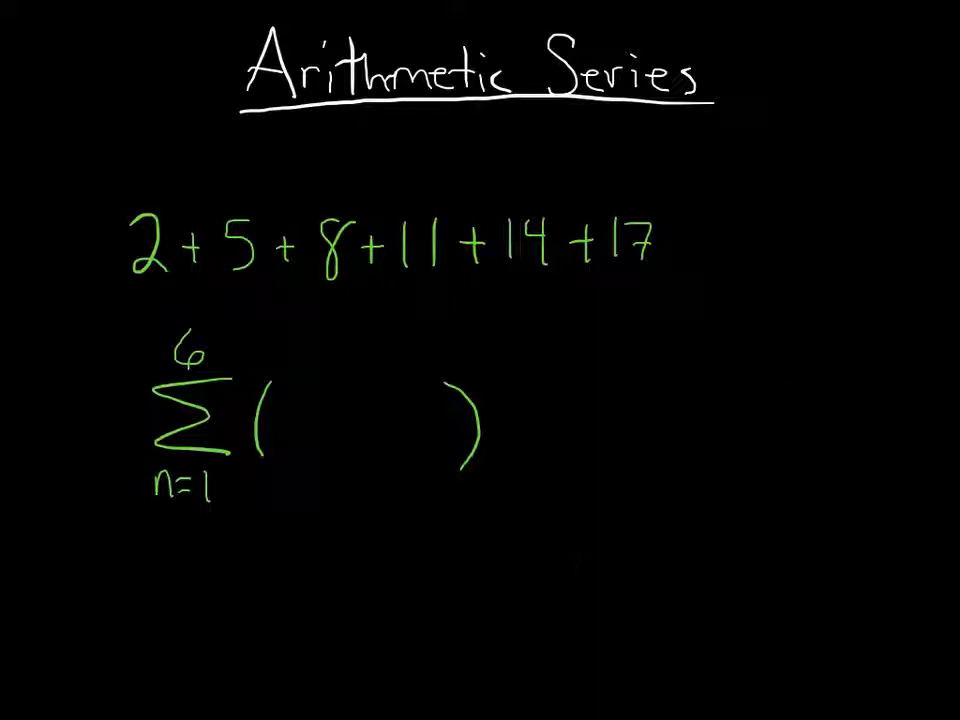 Arithmetic Series
2 + 5 + 8 + 11 + 14 + 17
6
Σ ( )
n=1